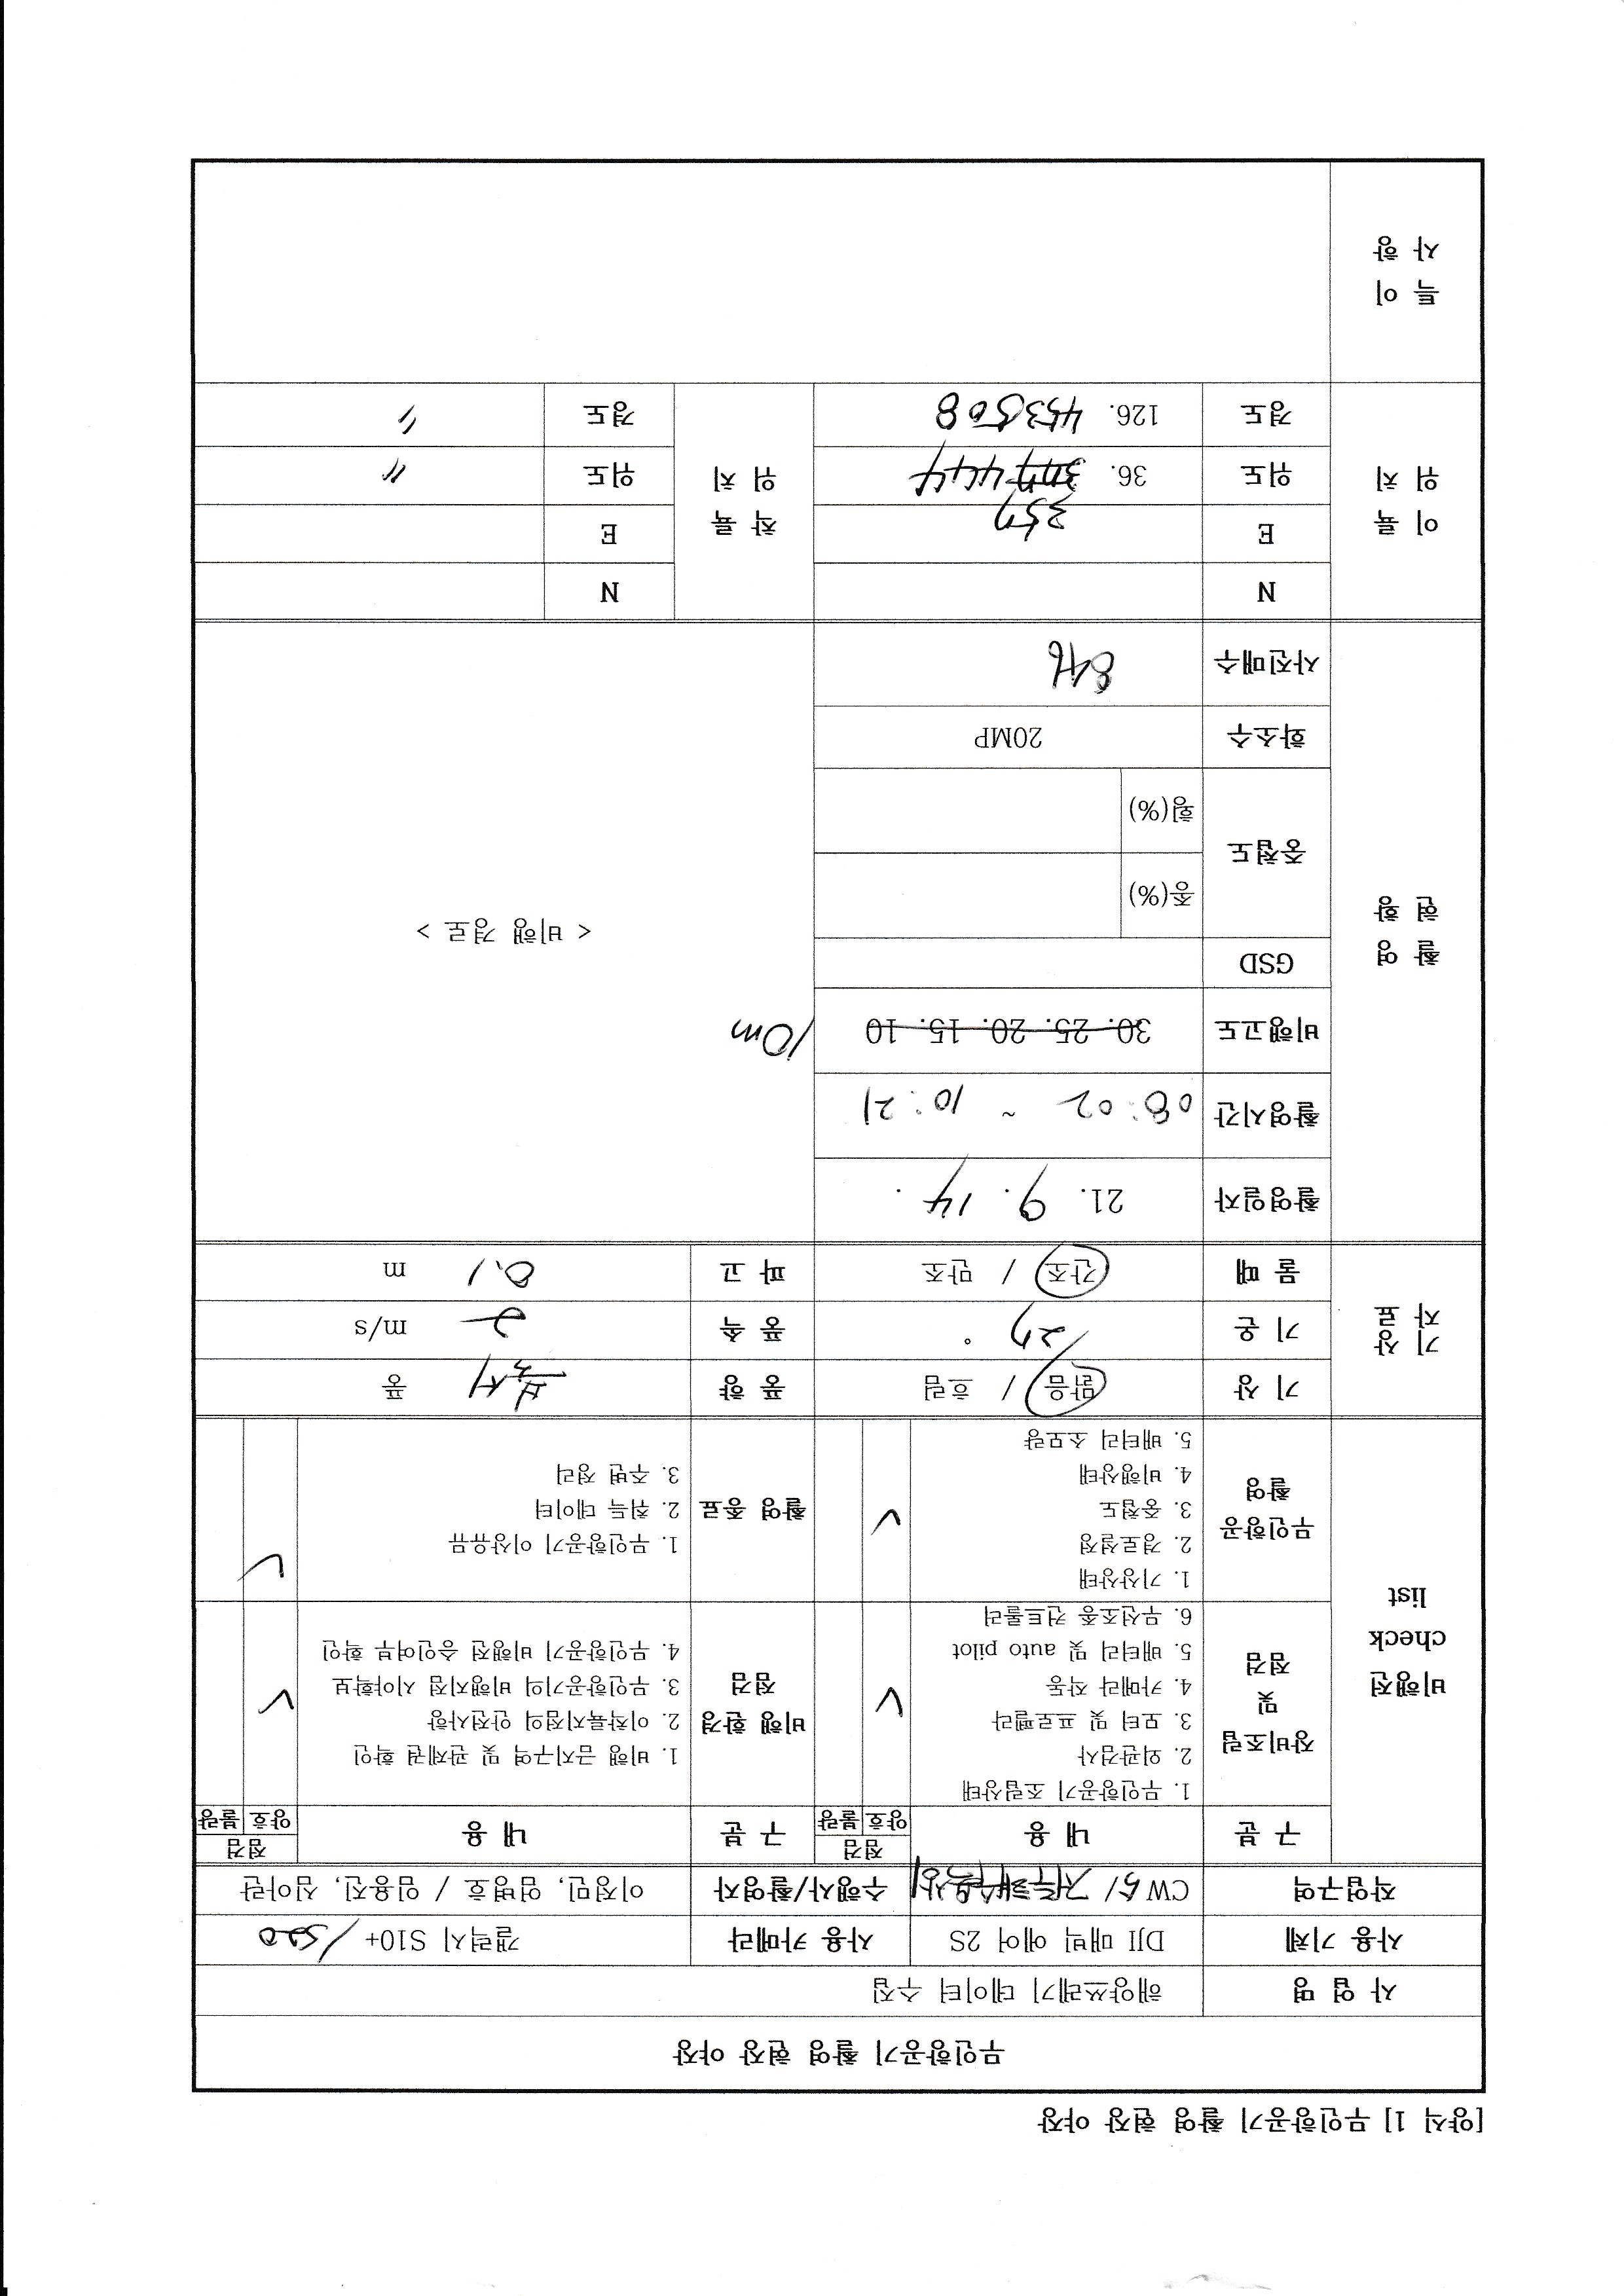 [양식 1] 무인항공기 촬영 현장 야장
무인항공기 촬영 현장 야장
사 업 명 해양쓰레기 데이터 수집
사용 기체 DJI 매빅 에어 2S 사용 카메라 갤럭시 S10+ /S20
작업구역 CW 5/ 저두해수욕장 수행사/촬영자 이정민, 엄병호 / 임용진, 심아란
비행전 check list
구 분 내 용 점검 양호 불량 구 분 내 용 점검 양호 불량
장비조립 및 점검
1. 무인항공기 조립상태
2. 외관검사
3. 모터 및 프로펠라
4. 카메라 작동
5. 배터리 및 auto pilot
6. 무선조종 컨트롤러
✓
비행 환경 점검
1. 비행 금지구역 및 관제권 확인
2. 이착륙지점의 안전사항
3. 무인항공기의 비행지점 시야확보
4. 무인항공기 비행전 승인여부 확인
✓
무인항공 촬영
1. 기상상태
2. 경로설정
3. 중첩도
4. 비행상태
5. 배터리 소모량
✓
촬영 종료
1. 무인항공기 이상유뮤
2. 취득 데이터
3. 주변 정리
✓
기 상 자 료
기 상 맑음 / 흐림 풍 향 북서 풍
기 온 27 ° 풍 속 2 m/s
물 때 간조 / 만조 파 고 0.1 m
촬 영 현 황
촬영일자 21. 9. 14.
촬영시간 08:02 ~ 10:21
비행고도 30. 25. 20. 15. 10 10m
GSD
중첩도 종(%)
횡(%)
화소수 20MP
사진매수 846
< 비행 경로 >
이 륙 위 치
N
E
357
위도 36. 377444
경도 126. 453508
착 륙 위 치
N
E
위도 〃
경도 〃
특 이 사 항